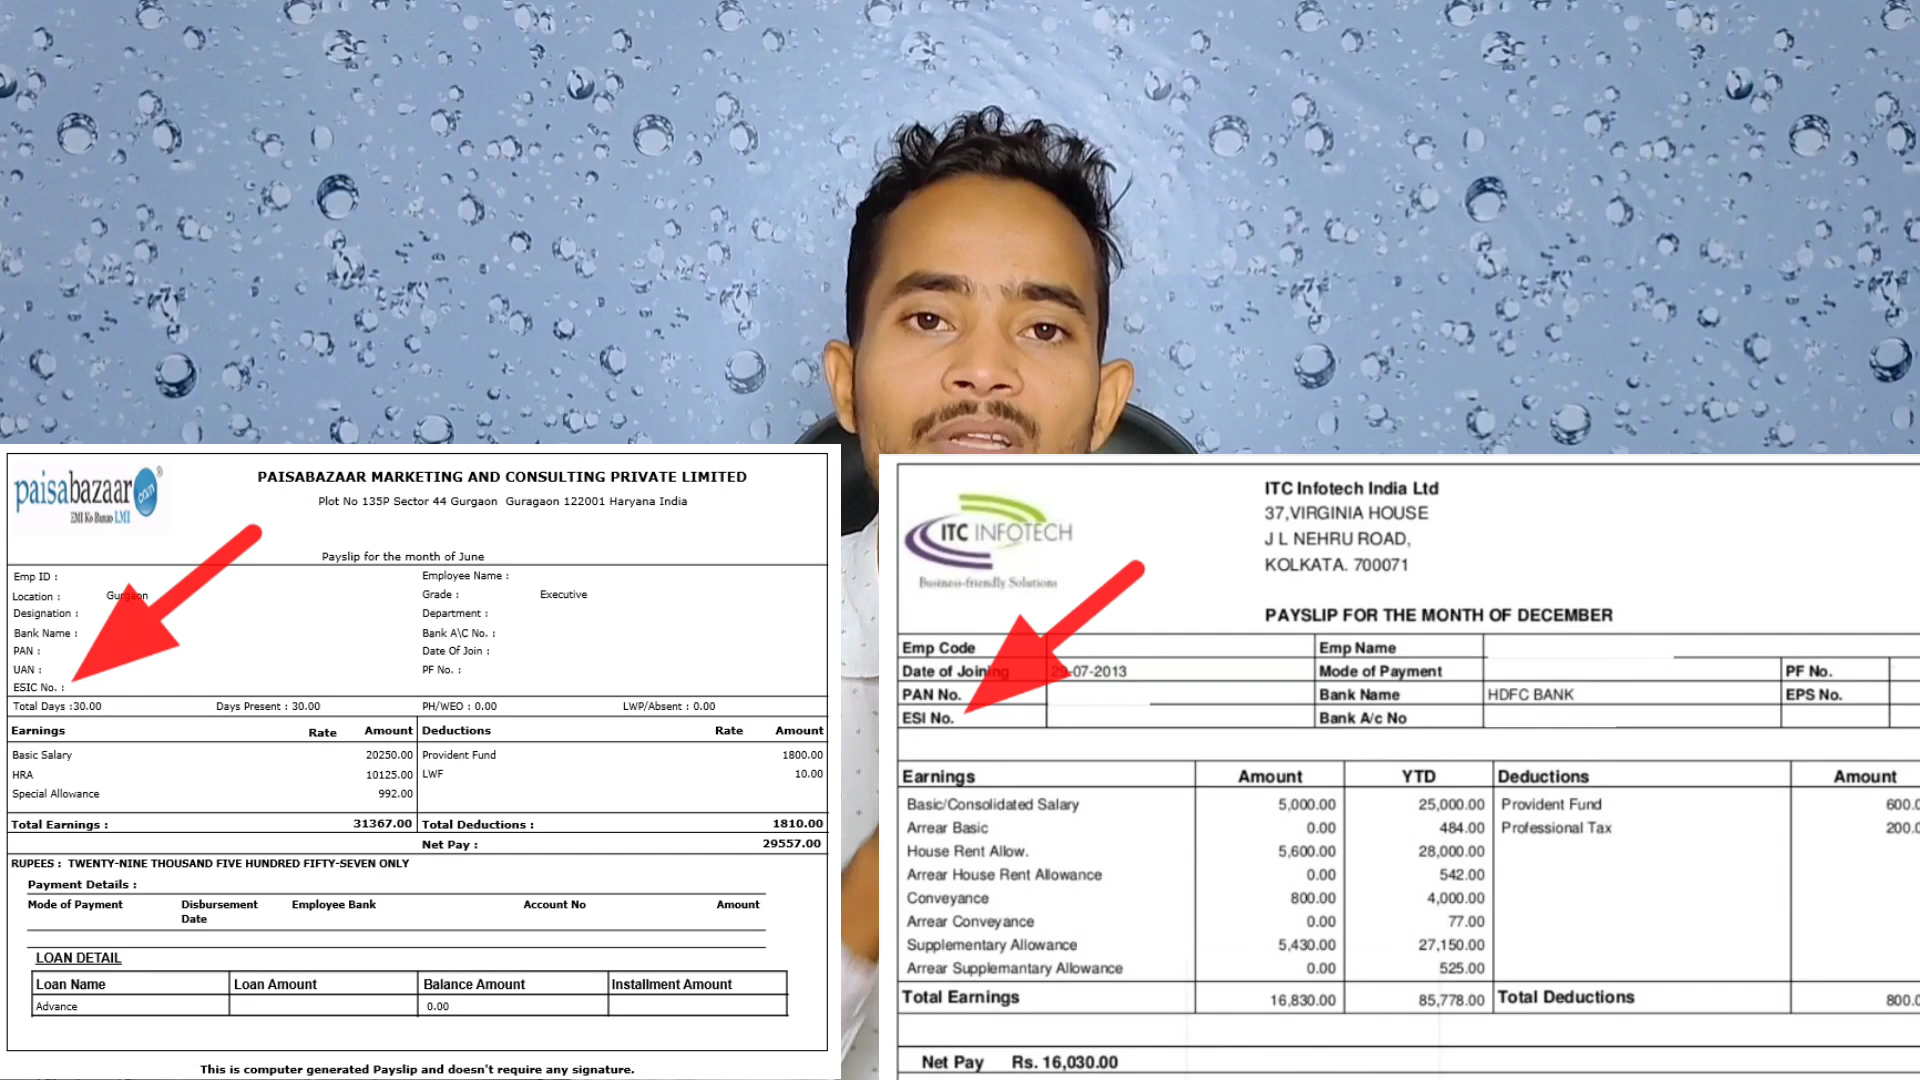 paisabazaar.com
EMI Ko Banao LMI
PAISABAZAAR MARKETING AND CONSULTING PRIVATE LIMITED
Plot No 135P Sector 44 Gurgaon Guragaon 122001 Haryana India
Payslip for the month of June
Emp ID :
Employee Name :
Location : Gurgaon
Grade : Executive
Designation :
Department :
Bank Name :
Bank A\C No. :
PAN :
Date Of Join :
UAN :
PF No. :
ESIC No. :
Total Days :30.00 Days Present : 30.00 PH/WEO : 0.00 LWP/Absent : 0.00
Earnings Rate Amount Deductions Rate Amount
Basic Salary 20250.00 Provident Fund 1800.00
HRA 10125.00 LWF 10.00
Special Allowance 992.00
Total Earnings : 31367.00 Total Deductions : 1810.00
Net Pay : 29557.00
RUPEES : TWENTY-NINE THOUSAND FIVE HUNDRED FIFTY-SEVEN ONLY
Payment Details :
Mode of Payment Disbursement Date Employee Bank Account No Amount
LOAN DETAIL
Loan Name Loan Amount Balance Amount Installment Amount
Advance 0.00
This is computer generated Payslip and doesn't require any signature.
ITC INFOTECH
Business-friendly Solutions
ITC Infotech India Ltd
37,VIRGINIA HOUSE
J L NEHRU ROAD,
KOLKATA. 700071
PAYSLIP FOR THE MONTH OF DECEMBER
Emp Code Emp Name
Date of Joining 29-07-2013 Mode of Payment PF No.
PAN No. Bank Name HDFC BANK EPS No.
ESI No. Bank A/c No
Earnings Amount YTD Deductions Amount
Basic/Consolidated Salary 5,000.00 25,000.00 Provident Fund 600.0
Arrear Basic 0.00 484.00 Professional Tax 200.0
House Rent Allow. 5,600.00 28,000.00
Arrear House Rent Allowance 0.00 542.00
Conveyance 800.00 4,000.00
Arrear Conveyance 0.00 77.00
Supplementary Allowance 5,430.00 27,150.00
Arrear Supplemantary Allowance 0.00 525.00
Total Earnings 16,830.00 85,778.00 Total Deductions 800.0
Net Pay Rs. 16,030.00